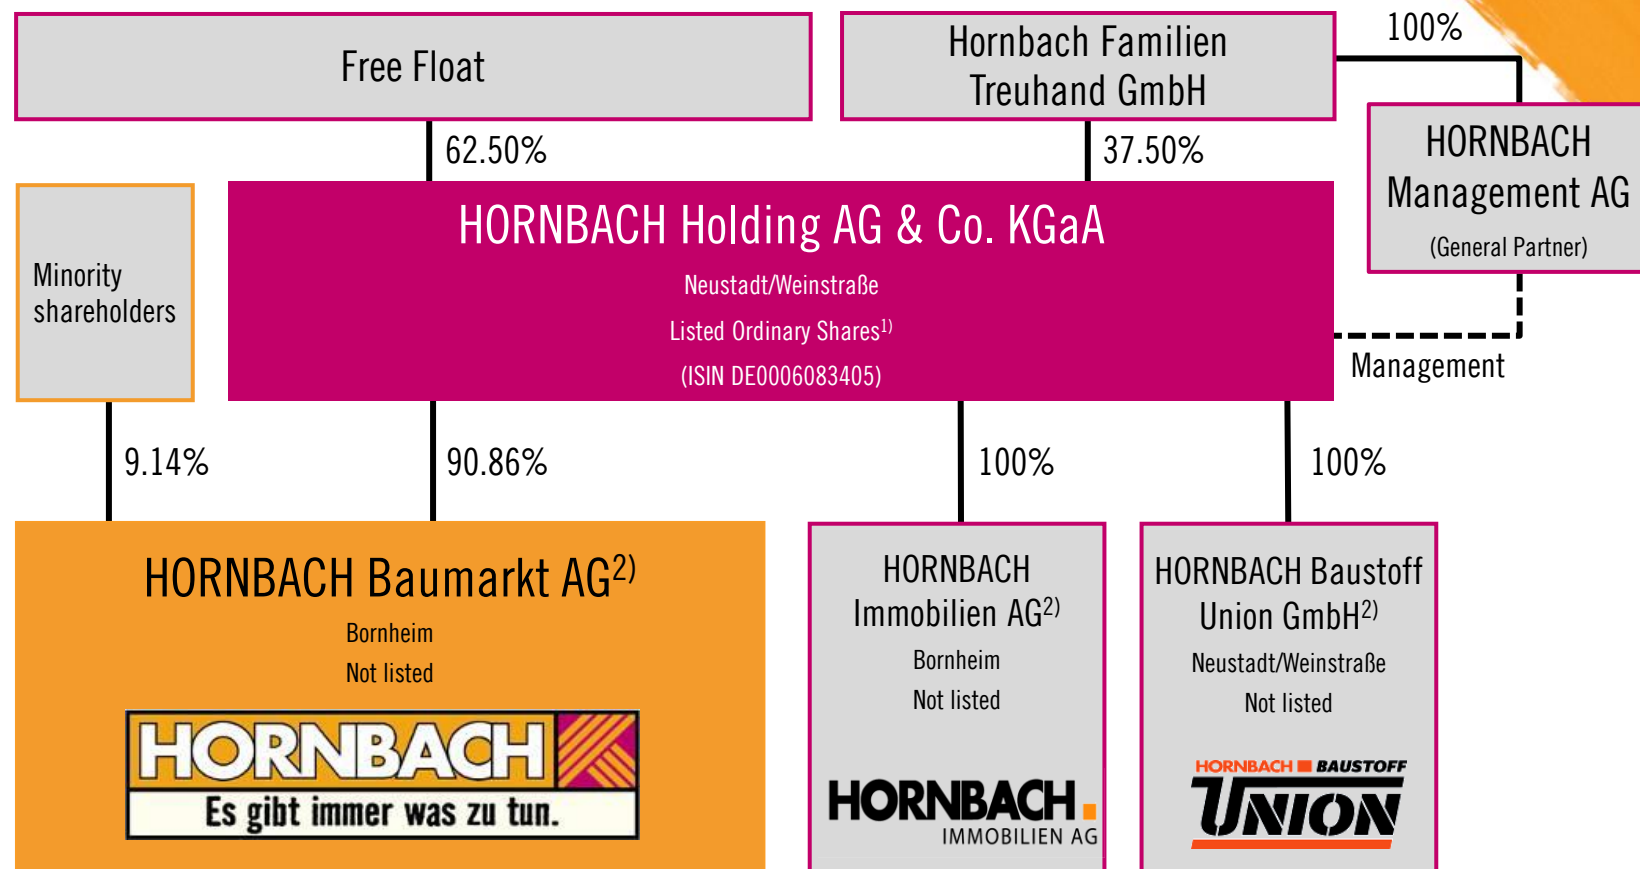 Free Float
Hornbach Familien
Treuhand GmbH
100%
62.50%
37.50%
HORNBACH
Management AG
(General Partner)
Minority
shareholders
HORNBACH Holding AG & Co. KGaA
Neustadt/Weinstraße
Listed Ordinary Shares1)
(ISIN DE0006083405)
Management
9.14%
90.86%
100%
100%
HORNBACH Baumarkt AG2)
Bornheim
Not listed
HORNBACH
Es gibt immer was zu tun.
HORNBACH
Immobilien AG2)
Bornheim
Not listed
HORNBACH
IMMOBILIEN AG
HORNBACH Baustoff
Union GmbH2)
Neustadt/Weinstraße
Not listed
HORNBACH BAUSTOFF
UNION